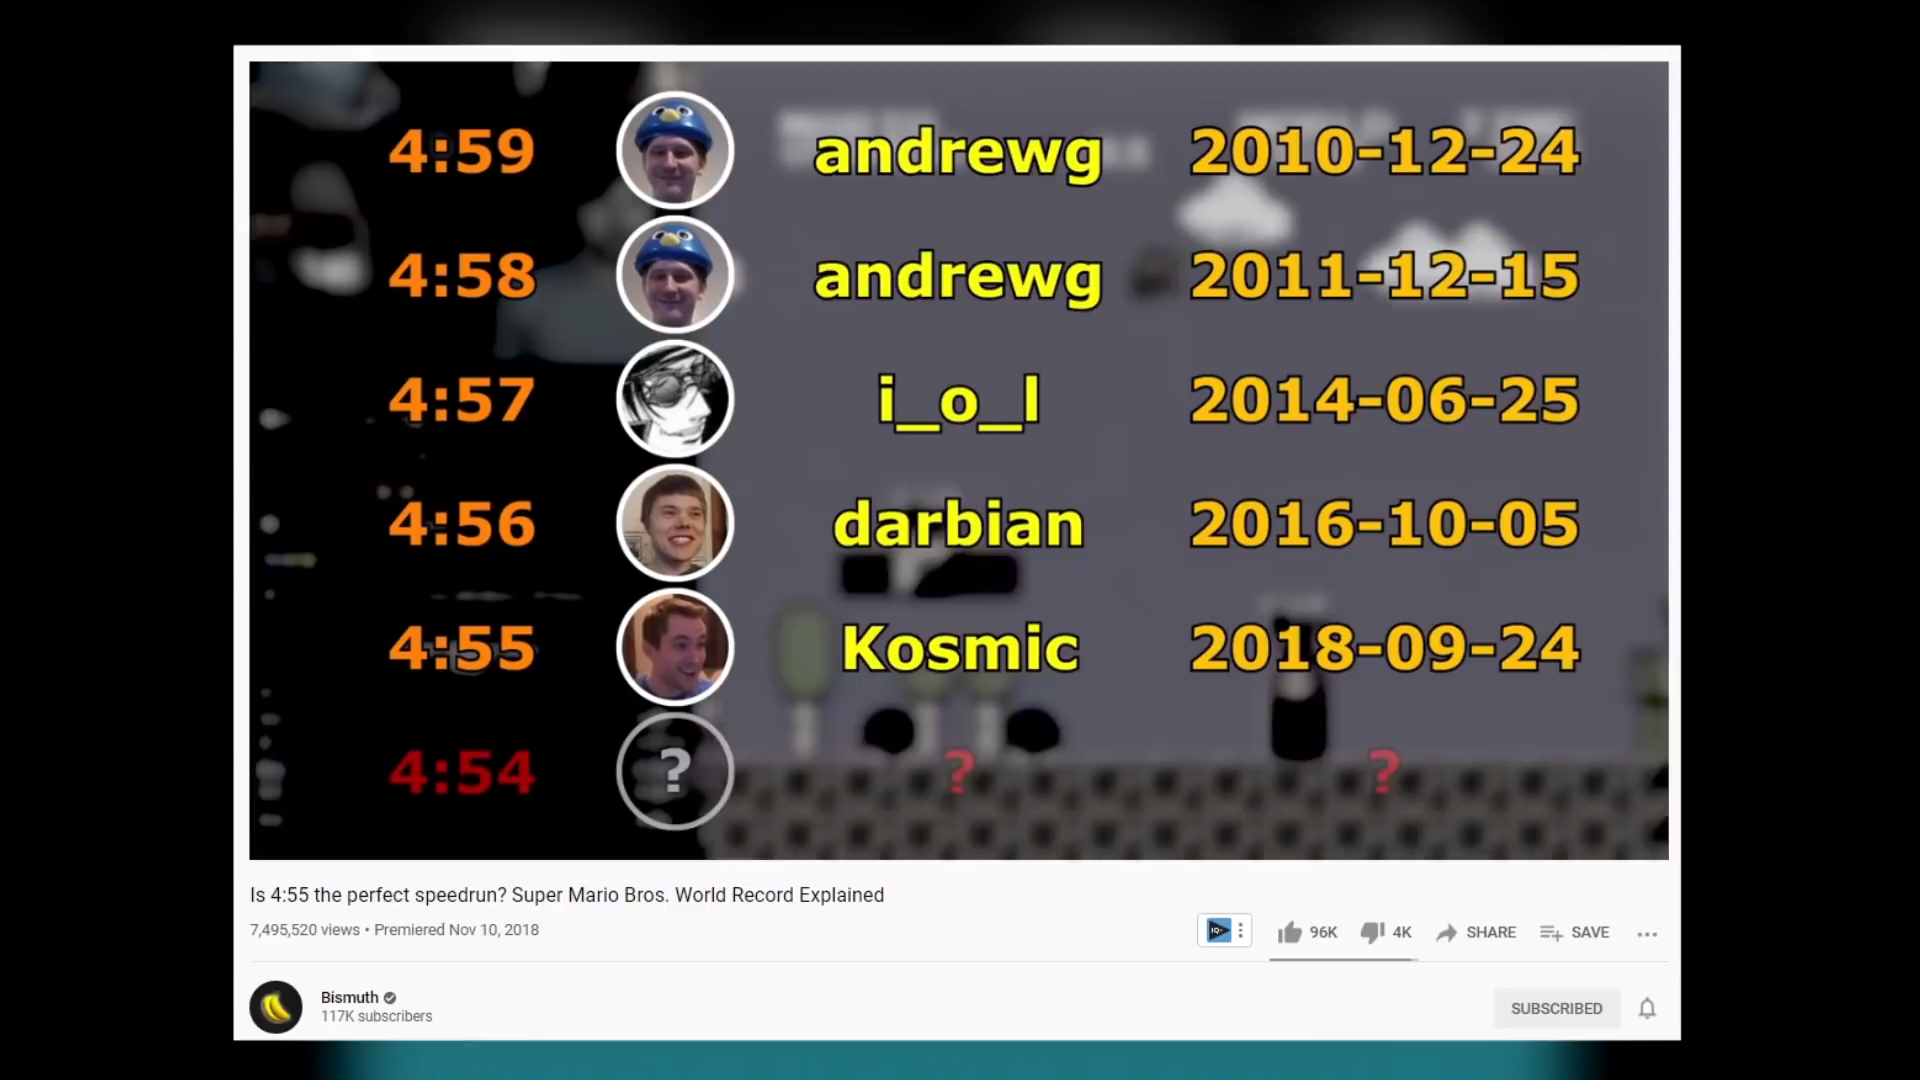 4:59 andrewg 2010-12-24
4:58 andrewg 2011-12-15
4:57 i_o_l 2014-06-25
4:56 darbian 2016-10-05
4:55 Kosmic 2018-09-24
4:54 ? ? ?
Is 4:55 the perfect speedrun? Super Mario Bros. World Record Explained
7,495,520 views • Premiered Nov 10, 2018
96K 4K SHARE SAVE
Bismuth
117K subscribers
SUBSCRIBED